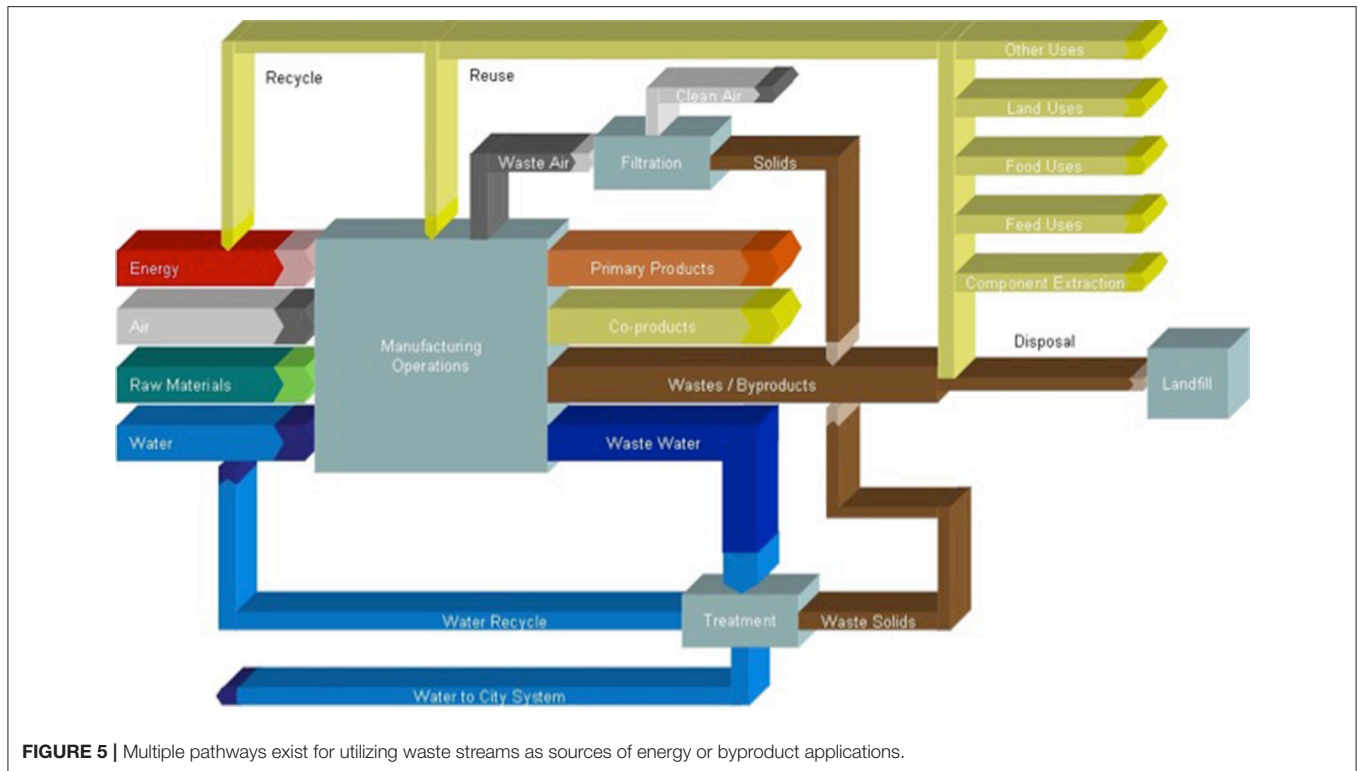 Other Uses
Recycle
Reuse
Clean Air
Land Uses
Waste Air
Filtration
Solids
Food Uses
Feed Uses
Energy
Primary Products
Component Extraction
Air
Co-products
Manufacturing
Operations
Disposal
Raw Materials
Wastes / Byproducts
Landfill
Water
Waste Water
Water Recycle
Treatment
Waste Solids
Water to City System
FIGURE 5 | Multiple pathways exist for utilizing waste streams as sources of energy or byproduct applications.